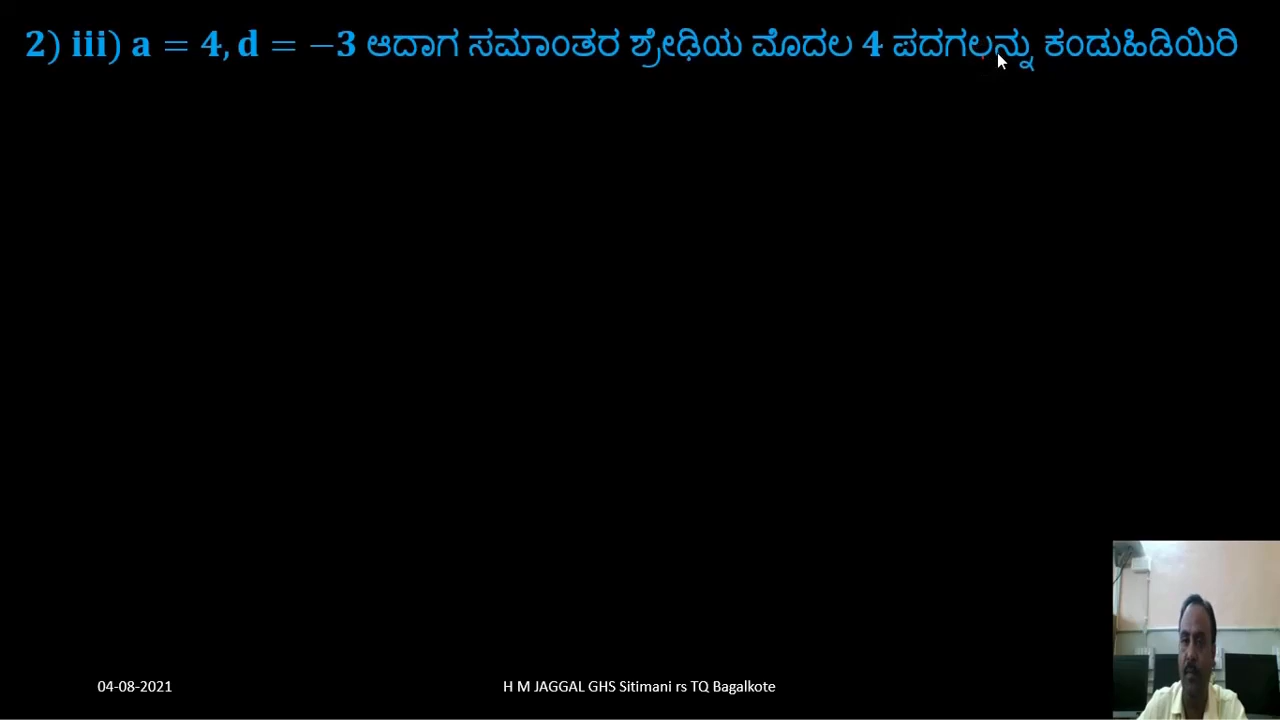 2) iii) a = 4, d = −3 ಆದಾಗ ಸಮಾಂತರ ಶ್ರೇಢಿಯ ಮೊದಲ 4 ಪದಗಲನ್ನು ಕಂಡುಹಿಡಿಯಿರಿ
04-08-2021 H M JAGGAL GHS Sitimani rs TQ Bagalkote